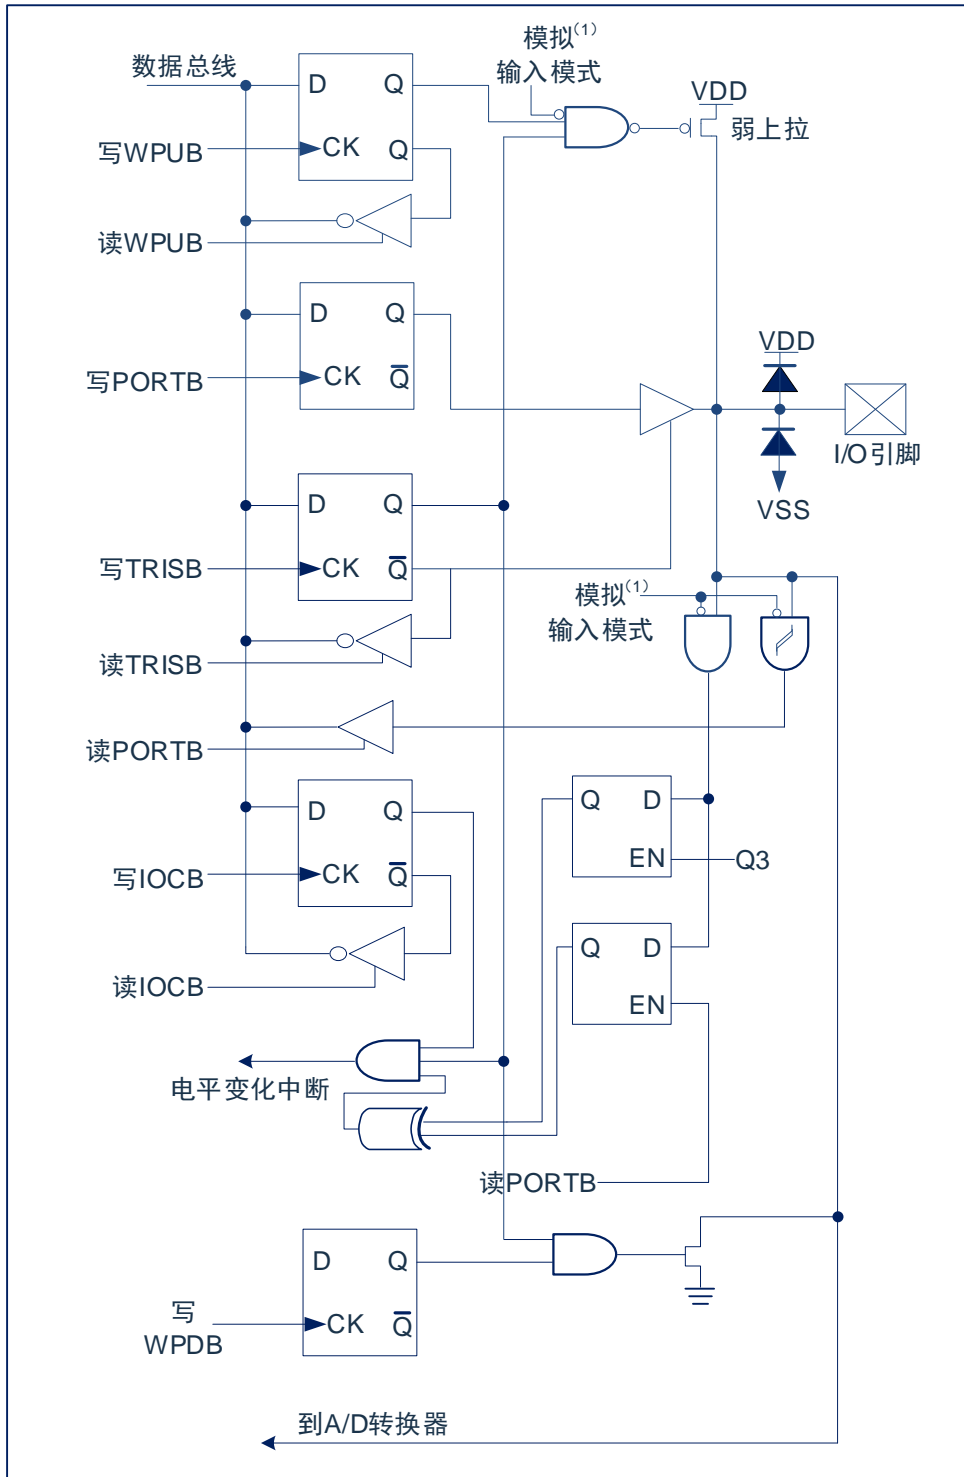 数据总线
D Q
模拟(1)
输入模式
VDD
弱上拉
写WPUB
CK Q
读WPUB
D Q
写PORTB
CK Q̅
VDD
I/O引脚
VSS
D Q
写TRISB
CK Q̅
模拟(1)
输入模式
读TRISB
读PORTB
D Q
Q D
EN
Q3
写IOCB
CK Q̅
Q D
读IOCB
EN
电平变化中断
读PORTB
D Q
写
WPDB
CK Q̅
到A/D转换器